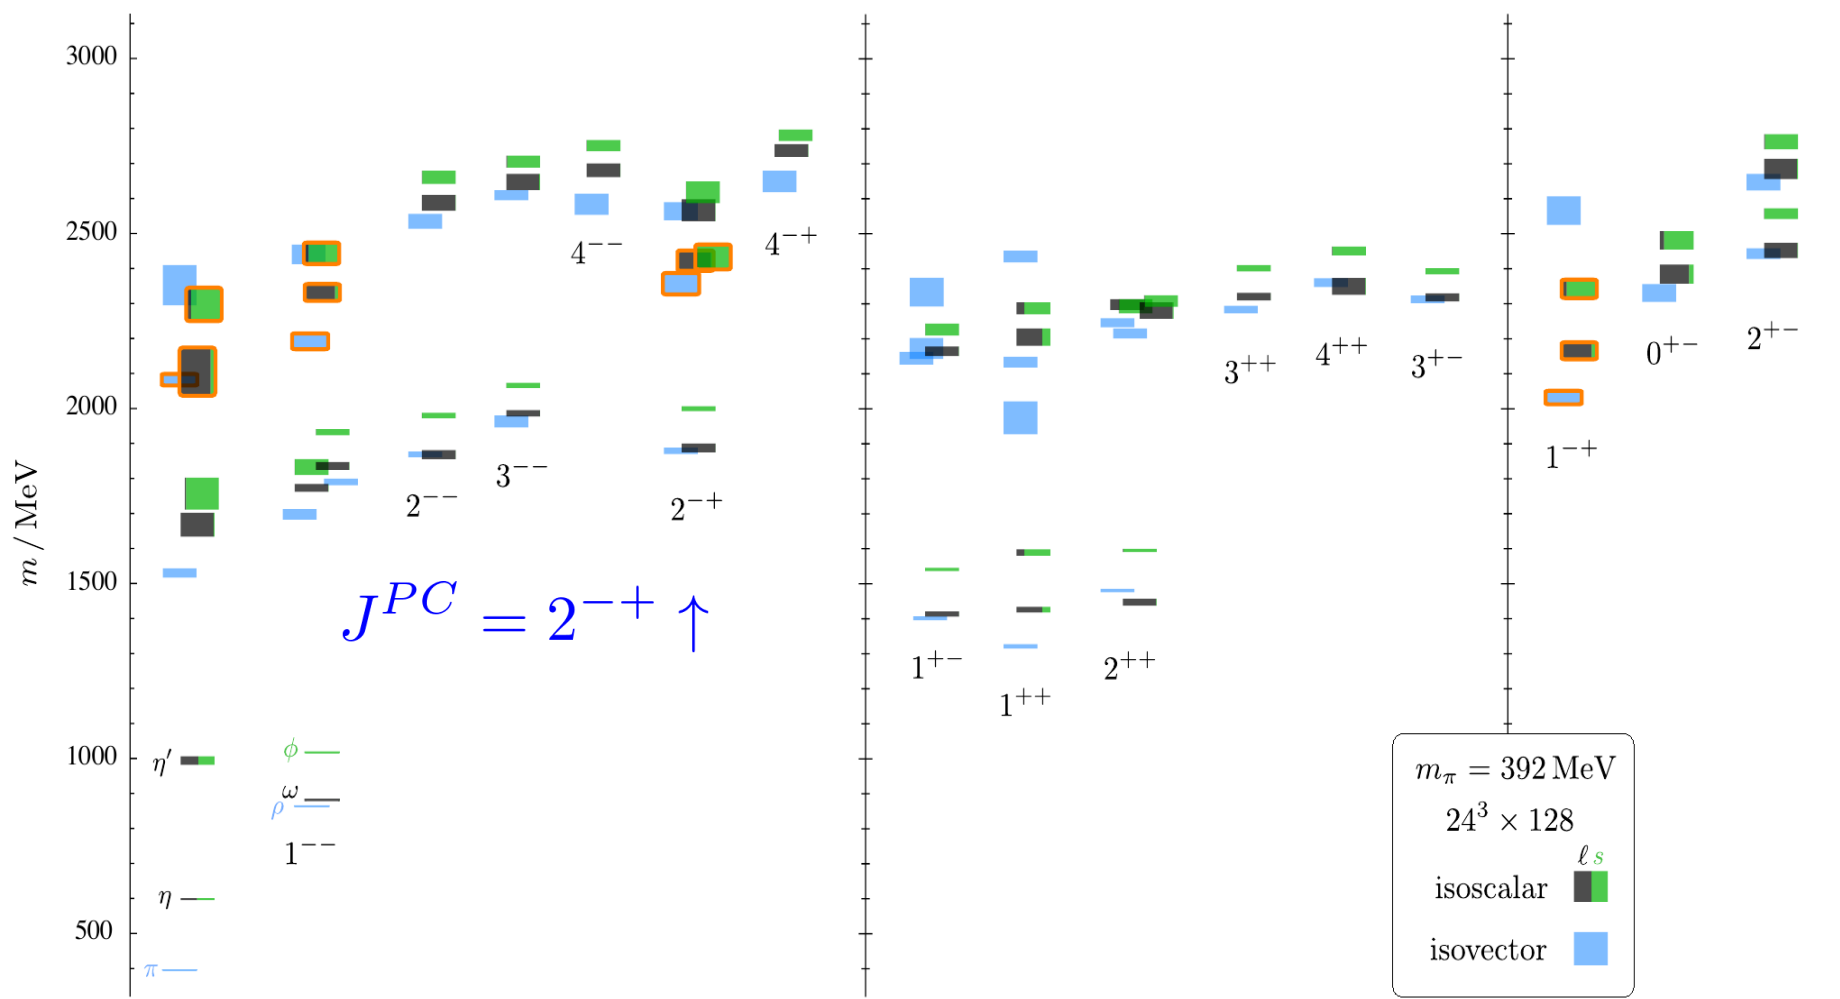 3000
2500
2000
1500
1000
500
m / MeV
4⁻⁻
4⁻⁺
2⁻⁻
3⁻⁻
2⁻⁺
Jᴾᶜ = 2⁻⁺ ↑
η′
ϕ
ω
ρ
1⁻⁻
η
π
1⁺⁻
1⁺⁺
2⁺⁺
3⁺⁺
4⁺⁺
3⁺⁻
1⁻⁺
0⁺⁻
2⁺⁻
m_π = 392 MeV
24³ × 128
ℓ s
isoscalar
isovector